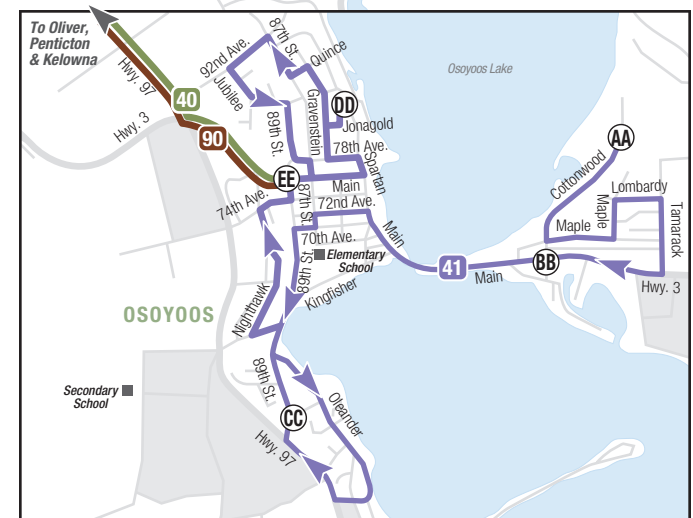 To Oliver,
Penticton
& Kelowna
Hwy. 97
Hwy. 3
40
90
92nd Ave.
87th St.
Quince
Jubilee
89th St.
Gravenstein
DD
Jonagold
78th Ave.
Spartan
EE
Main
74th Ave.
87th St.
72nd Ave.
70th Ave.
Elementary
School
89th St.
Kingfisher
Nighthawk
Main
41
Main
BB
Osoyoos Lake
AA
Cottonwood
Lombardy
Maple
Maple
Tamarack
Hwy. 3
OSOYOOS
Secondary
School
89th St.
Oleander
CC
Hwy. 97